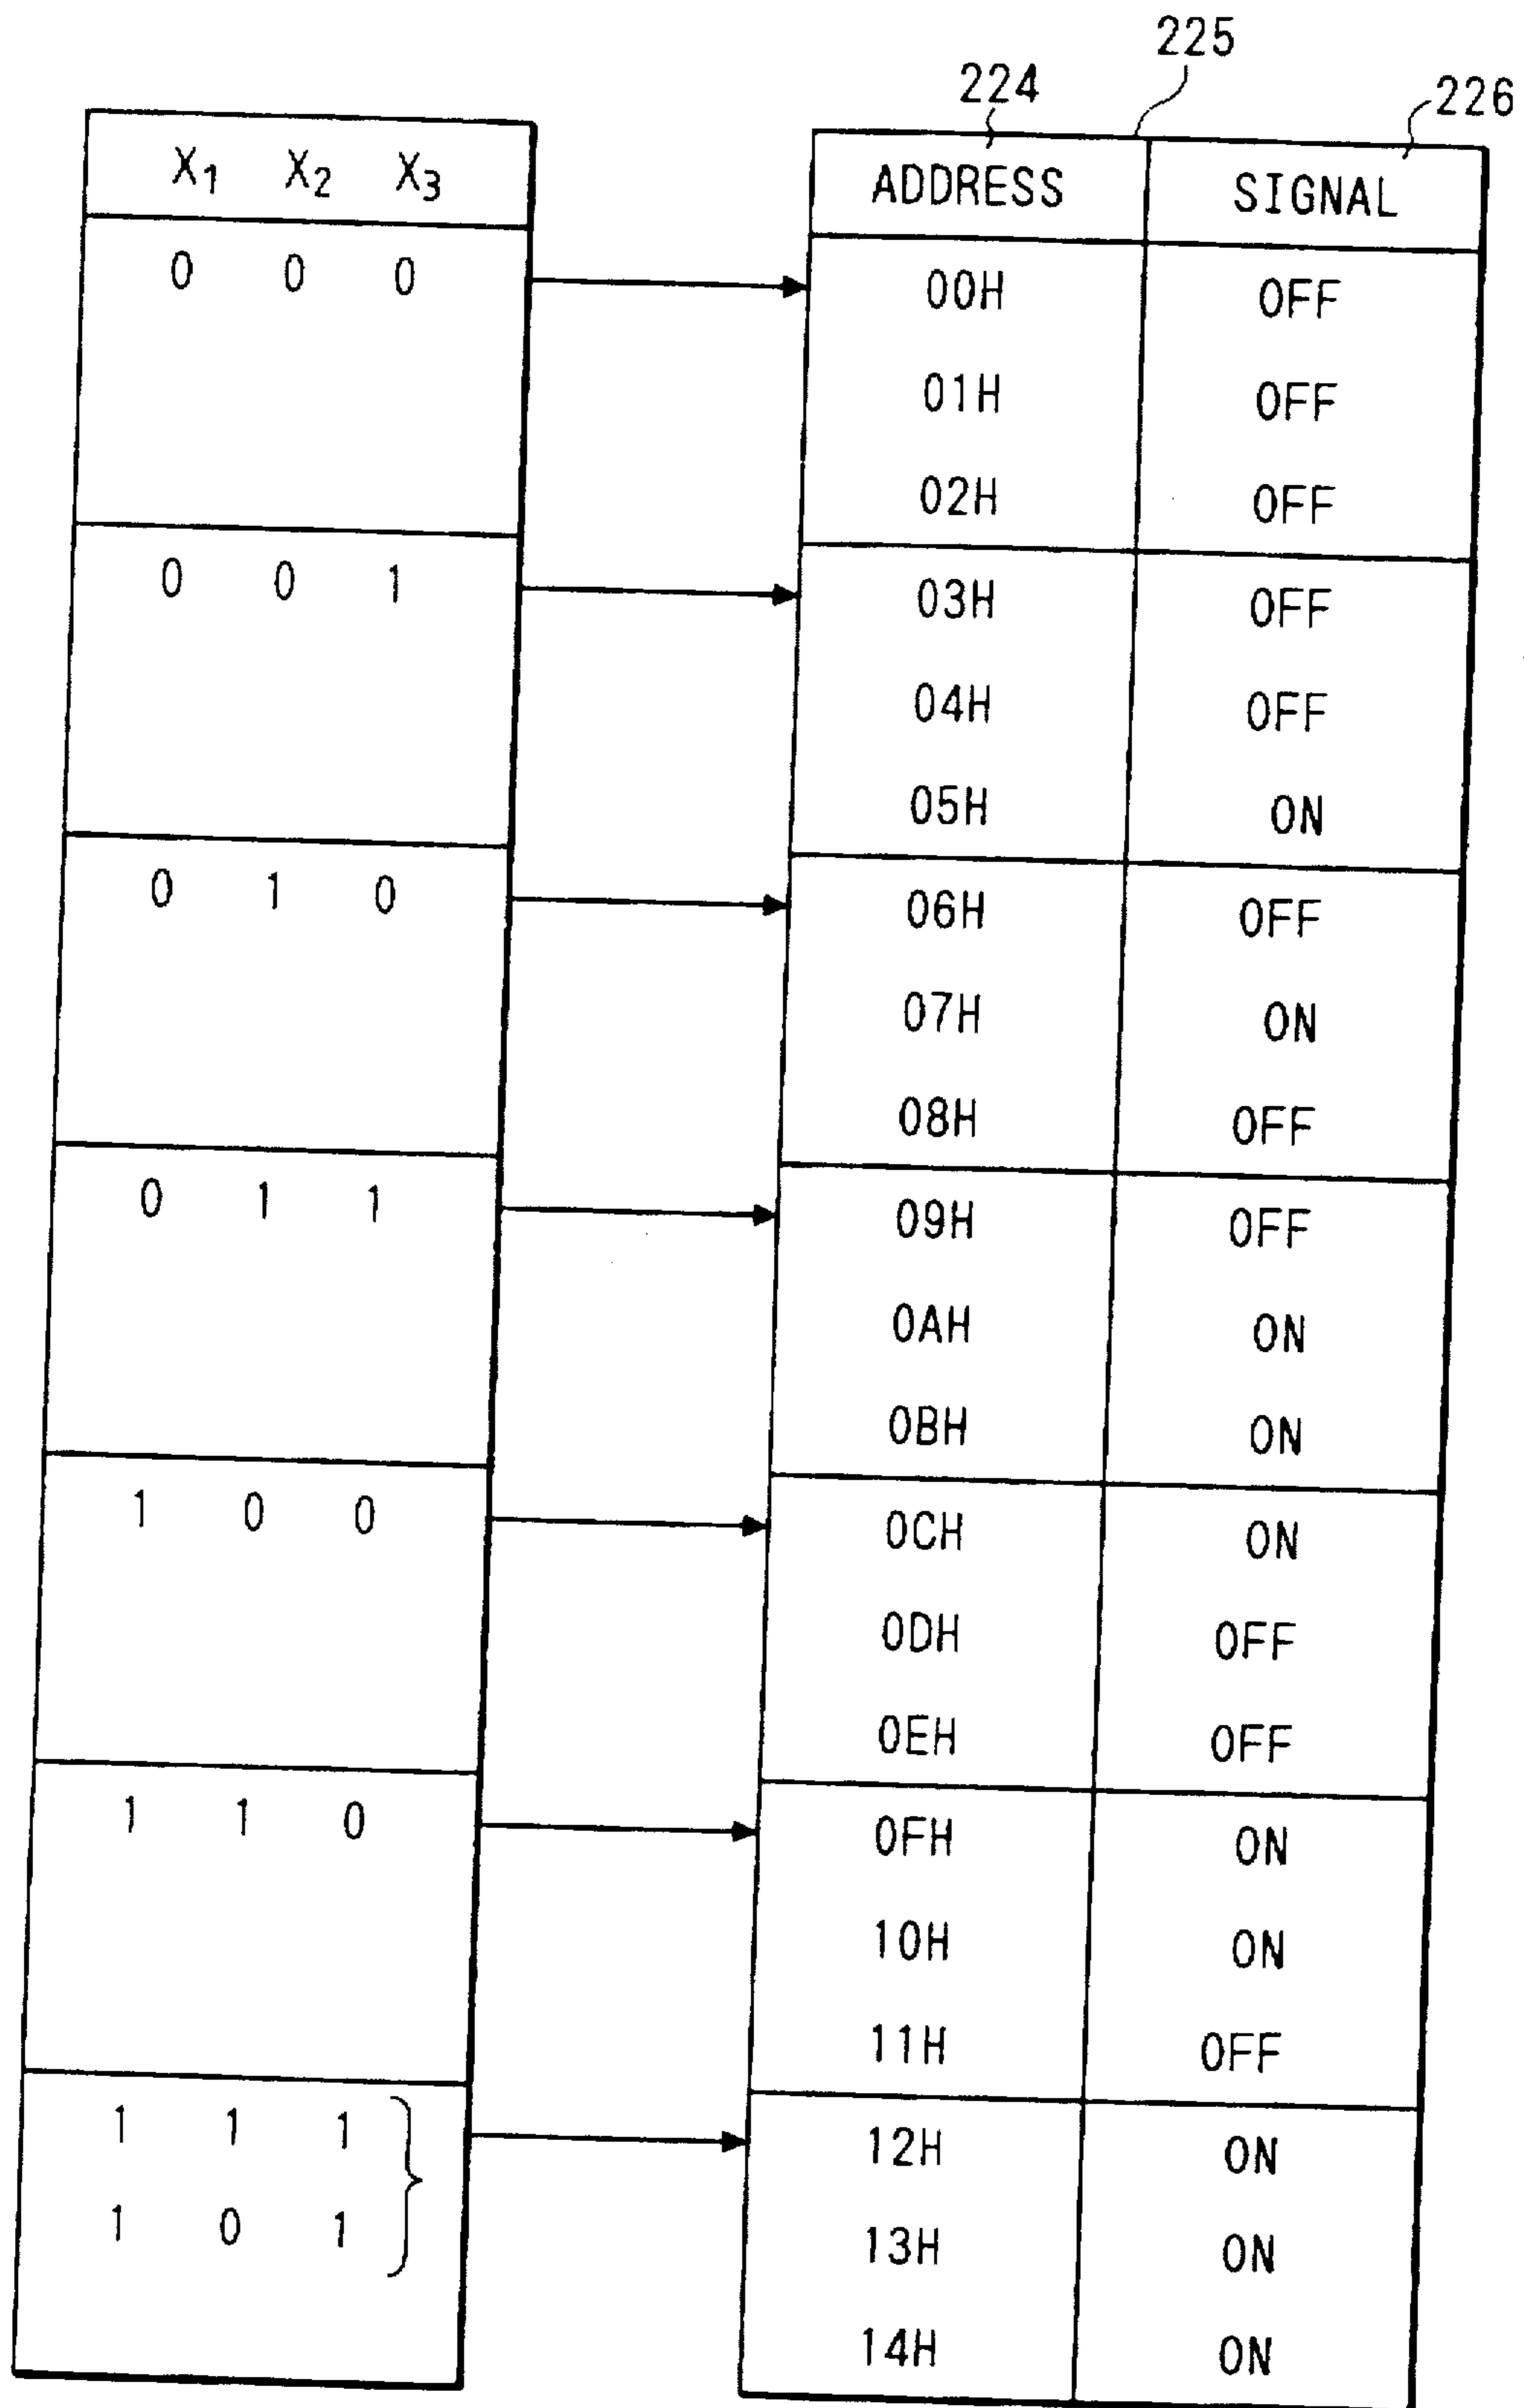 225
224
226
X1 X2 X3
ADDRESS SIGNAL
0 0 0
00H OFF
01H OFF
02H OFF
0 0 1
03H OFF
04H OFF
05H ON
0 1 0
06H OFF
07H ON
08H OFF
0 1 1
09H OFF
0AH ON
0BH ON
1 0 0
0CH ON
0DH OFF
0EH OFF
1 1 0
0FH ON
10H ON
11H OFF
1 1 1
12H ON
1 0 1
13H ON
14H ON